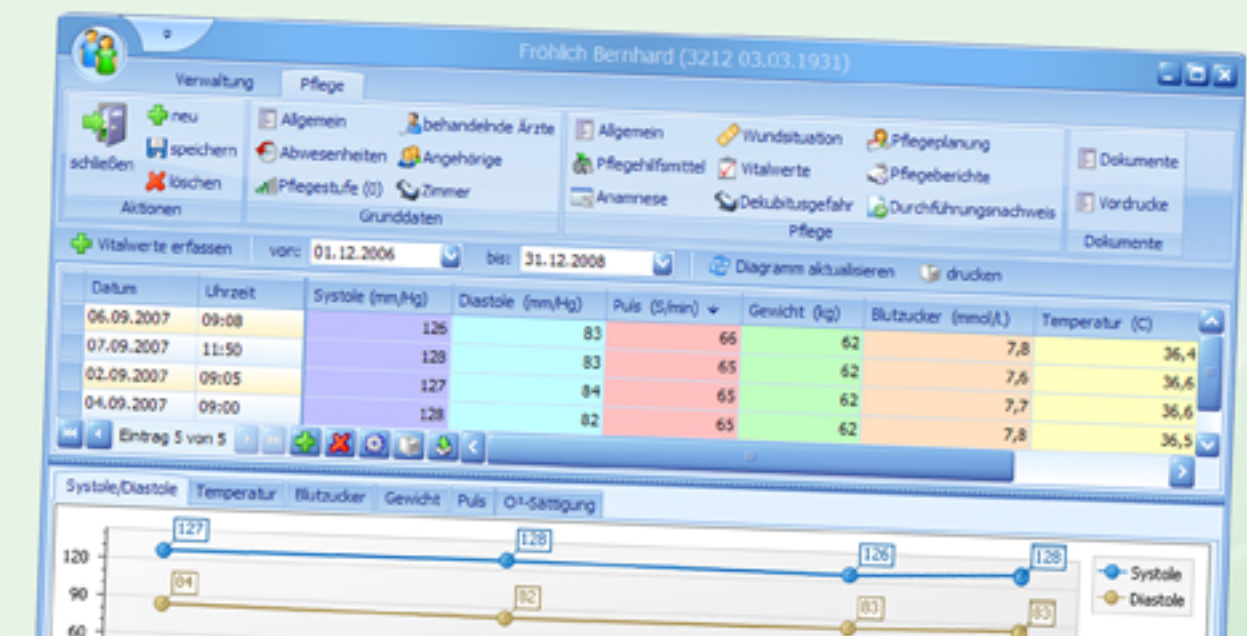 Fröhlich Bernhard (3212 03.03.1931)
Verwaltung Pflege
schließen
neu
speichern
löschen
Aktionen
Allgemein behandelnde Ärzte
Abwesenheiten Angehörige
Pflegestufe (0) Zimmer
Grunddaten
Allgemein Wundsituation Pflegeplanung
Pflegehilfsmittel Vitalwerte Pflegeberichte
Anamnese Dekubitusgefahr Durchführungsnachweis
Pflege
Dokumente
Vordrucke
Dokumente
Vitalwerte erfassen von: 01.12.2006 bis: 31.12.2008 Diagramm aktualisieren drucken
Datum Uhrzeit Systole (mm/Hg) Diastole (mm/Hg) Puls (S/min) Gewicht (kg) Blutzucker (mmol/L) Temperatur (C)
06.09.2007 09:08 126 83 66 62 7,8 36,4
07.09.2007 11:50 128 83 65 62 7,6 36,6
02.09.2007 09:05 127 84 65 62 7,7 36,6
04.09.2007 09:00 128 82 65 62 7,8 36,5
Eintrag 5 von 5
Systole/Diastole Temperatur Blutzucker Gewicht Puls O²-Sättigung
127 128 126 128
120
84 82 83 83
90
60
Systole
Diastole